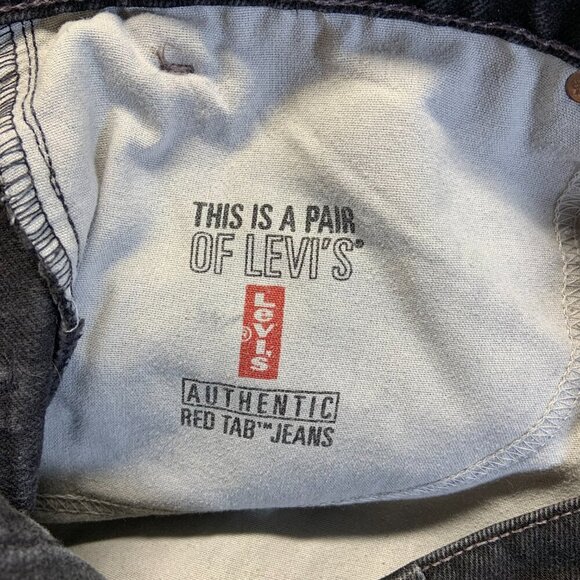 THIS IS A PAIR
OF LEVI'S®
Levi's®
AUTHENTIC
RED TAB™ JEANS